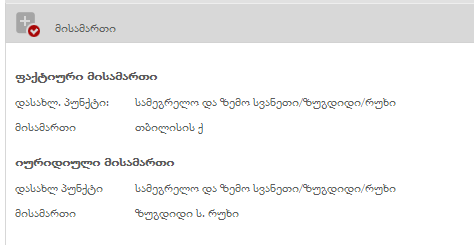 მისამართი
ფაქტიური მისამართი
დასახლ. პუნქტი: სამეგრელო და ზემო სვანეთი/ზუგდიდი/რუხი
მისამართი თბილისის ქ
იურიდიული მისამართი
დასახლ პუნქტი სამეგრელო და ზემო სვანეთი/ზუგდიდი/რუხი
მისამართი ზუგდიდი ს. რუხი